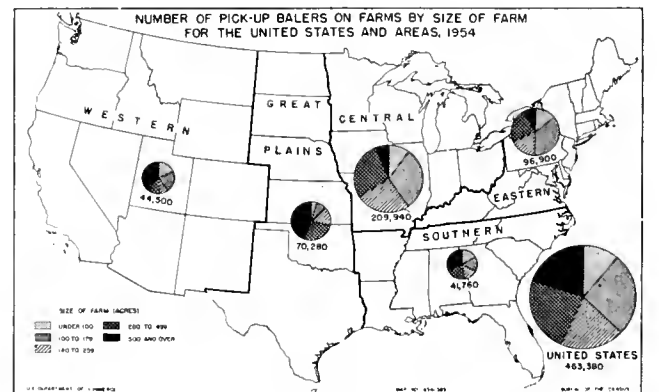 NUMBER OF PICK-UP BALERS ON FARMS BY SIZE OF FARM
FOR THE UNITED STATES AND AREAS, 1954
WESTERN
GREAT
PLAINS
CENTRAL
EASTERN
SOUTHERN
96,900
44,500
209,940
70,280
41,760
UNITED STATES
463,380
SIZE OF FARM (ACRES)
UNDER 100
100 TO 179
180 TO 259
260 TO 499
500 AND OVER
U.S. DEPARTMENT OF COMMERCE
BUREAU OF THE CENSUS